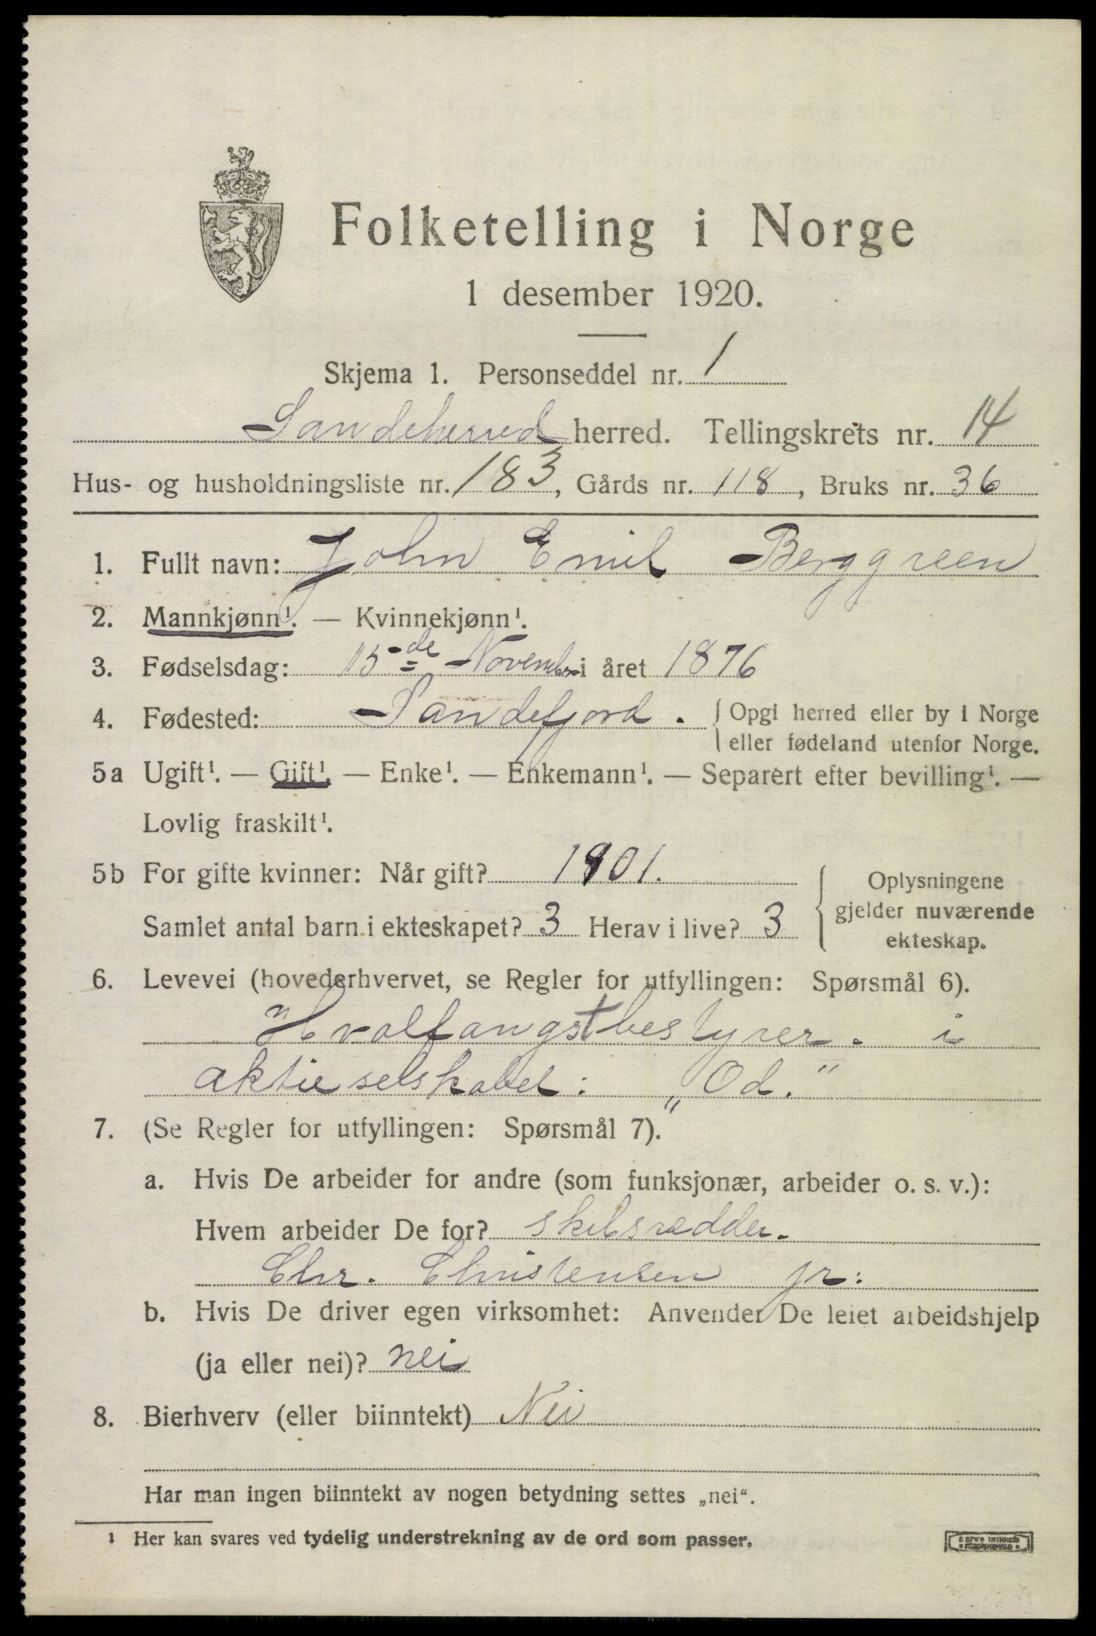 Folketelling i Norge
1 desember 1920.
Skjema 1. Personseddel nr. 1
Sandeherred herred. Tellingskrets nr. 14
Hus- og husholdningsliste nr. 183, Gårds nr. 118, Bruks nr. 36
1. Fullt navn: John Emil Berggreen
2. Mannkjønn¹. — Kvinnekjønn¹.
3. Fødselsdag: 15de Novembr i året 1876
4. Fødested: Sandefjord. Opgi herred eller by i Norge
eller fødeland utenfor Norge.
5a Ugift¹. — Gift¹. — Enke¹. — Enkemann¹. — Separert efter bevilling¹. —
Lovlig fraskilt¹.
5b For gifte kvinner: Når gift? 1901. Oplysningene
gjelder nuværende
Samlet antal barn i ekteskapet? 3 Herav i live? 3
ekteskap.
6. Levevei (hovederhvervet, se Regler for utfyllingen: Spørsmål 6).
Hvalfangstbestyrer. i
aktieselskabet: „Od."
7. (Se Regler for utfyllingen: Spørsmål 7).
a. Hvis De arbeider for andre (som funksjonær, arbeider o. s. v.):
Hvem arbeider De for? skibsredder.
Chr. Christensen jr:
b. Hvis De driver egen virksomhet: Anvender De leiet arbeidshjelp
(ja eller nei)? nei
8. Bierhverv (eller biinntekt) Nei
Har man ingen biinntekt av nogen betydning settes „nei".
¹ Her kan svares ved tydelig understrekning av de ord som passer.